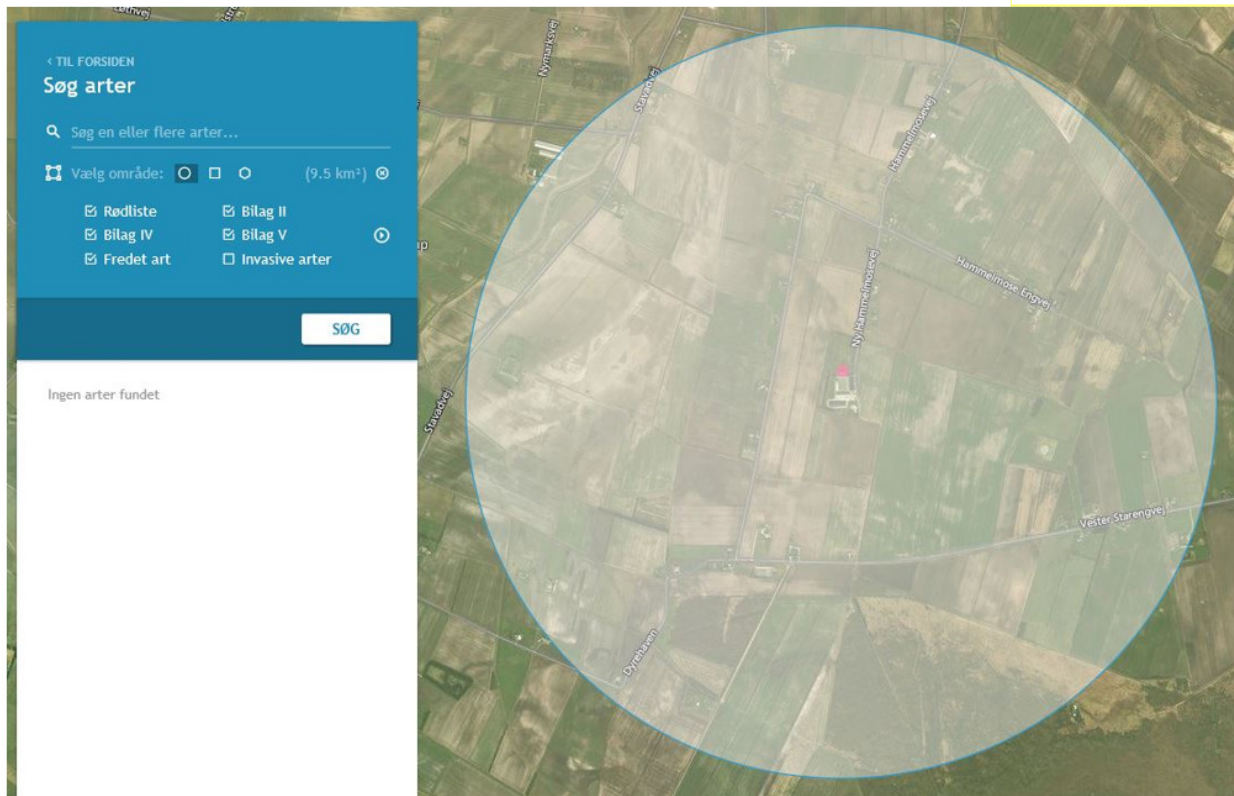 ‹ TIL FORSIDEN
Søg arter
Søg en eller flere arter...
Vælg område: (9.5 km²)
Rødliste Bilag II
Bilag IV Bilag V
Fredet art Invasive arter
SØG
Ingen arter fundet
Nymarksvej
Stavadvej
Hammelmosevej
Hammelmose Engvej
Ny Hammelmosevej
Stavadvej
Vester Starengvej
Dyrehaven